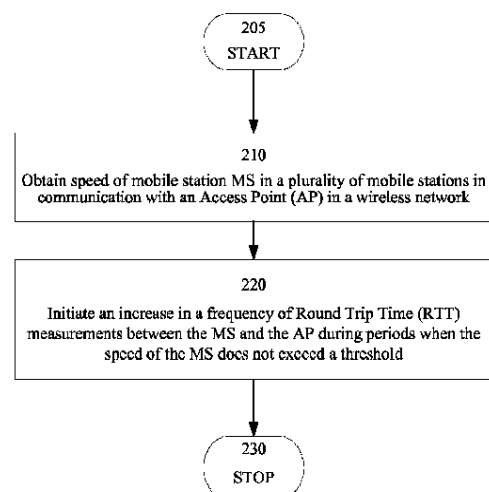 205
START
210
Obtain speed of mobile station MS in a plurality of mobile stations in
communication with an Access Point (AP) in a wireless network
220
Initiate an increase in a frequency of Round Trip Time (RTT)
measurements between the MS and the AP during periods when the
speed of the MS does not exceed a threshold
230
STOP